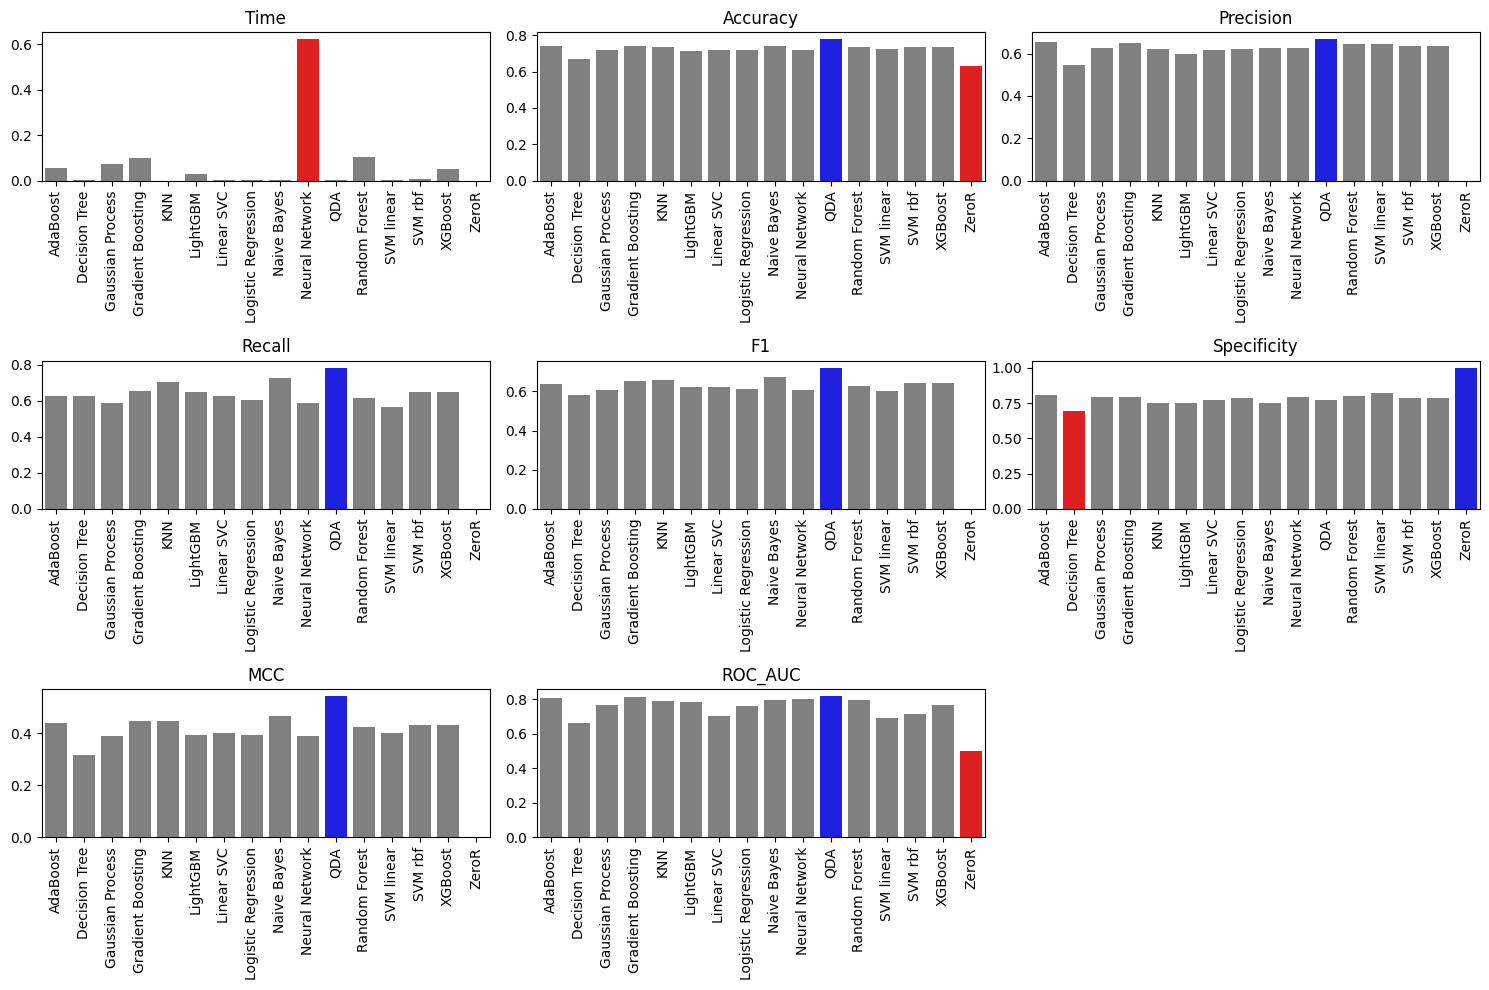 Time
0.6
0.4
0.2
0.0
AdaBoost
Decision Tree
Gaussian Process
Gradient Boosting
KNN
LightGBM
Linear SVC
Logistic Regression
Naive Bayes
Neural Network
QDA
Random Forest
SVM linear
SVM rbf
XGBoost
ZeroR
Accuracy
0.8
0.6
0.4
0.2
0.0
AdaBoost
Decision Tree
Gaussian Process
Gradient Boosting
KNN
LightGBM
Linear SVC
Logistic Regression
Naive Bayes
Neural Network
QDA
Random Forest
SVM linear
SVM rbf
XGBoost
ZeroR
Precision
0.6
0.4
0.2
0.0
AdaBoost
Decision Tree
Gaussian Process
Gradient Boosting
KNN
LightGBM
Linear SVC
Logistic Regression
Naive Bayes
Neural Network
QDA
Random Forest
SVM linear
SVM rbf
XGBoost
ZeroR
Recall
0.8
0.6
0.4
0.2
0.0
AdaBoost
Decision Tree
Gaussian Process
Gradient Boosting
KNN
LightGBM
Linear SVC
Logistic Regression
Naive Bayes
Neural Network
QDA
Random Forest
SVM linear
SVM rbf
XGBoost
ZeroR
F1
0.6
0.4
0.2
0.0
AdaBoost
Decision Tree
Gaussian Process
Gradient Boosting
KNN
LightGBM
Linear SVC
Logistic Regression
Naive Bayes
Neural Network
QDA
Random Forest
SVM linear
SVM rbf
XGBoost
ZeroR
Specificity
1.00
0.75
0.50
0.25
0.00
AdaBoost
Decision Tree
Gaussian Process
Gradient Boosting
KNN
LightGBM
Linear SVC
Logistic Regression
Naive Bayes
Neural Network
QDA
Random Forest
SVM linear
SVM rbf
XGBoost
ZeroR
MCC
0.4
0.2
0.0
AdaBoost
Decision Tree
Gaussian Process
Gradient Boosting
KNN
LightGBM
Linear SVC
Logistic Regression
Naive Bayes
Neural Network
QDA
Random Forest
SVM linear
SVM rbf
XGBoost
ZeroR
ROC_AUC
0.8
0.6
0.4
0.2
0.0
AdaBoost
Decision Tree
Gaussian Process
Gradient Boosting
KNN
LightGBM
Linear SVC
Logistic Regression
Naive Bayes
Neural Network
QDA
Random Forest
SVM linear
SVM rbf
XGBoost
ZeroR